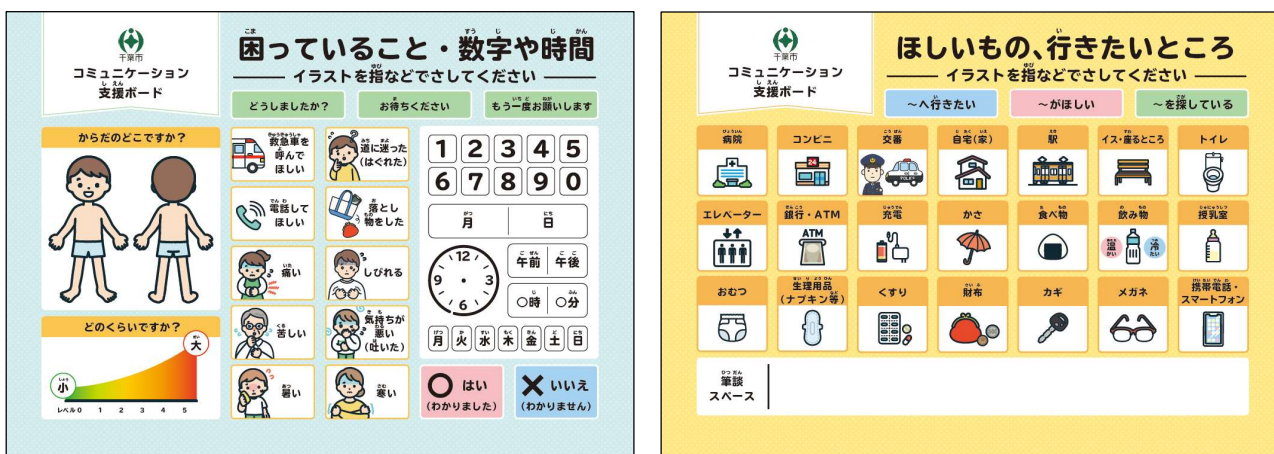 千葉市
コミュニケーション
支援ボード
困っていること・数字や時間
イラストを指などでさしてください
どうしましたか?
お待ちください
もう一度お願いします
からだのどこですか?
どのくらいですか?
小
大
レベル0 1 2 3 4 5
救急車を
呼んで
ほしい
道に迷った
(はぐれた)
電話して
ほしい
落とし
物をした
痛い
しびれる
苦しい
気持ちが
悪い
(吐いた)
暑い
寒い
1 2 3 4 5
6 7 8 9 0
月 日
12
3
6
9
午前 午後
○時 ○分
月 火 水 木 金 土 日
はい
(わかりました)
いいえ
(わかりません)
千葉市
コミュニケーション
支援ボード
ほしいもの、行きたいところ
イラストを指などでさしてください
~へ行きたい
~がほしい
~を探している
病院
コンビニ
24
交番
POLICE
自宅(家)
駅
イス・座るところ
トイレ
エレベーター
銀行・ATM
ATM
充電
かさ
食べ物
飲み物
温かい
冷たい
授乳室
おむつ
生理用品
(ナプキン等)
くすり
財布
カギ
メガネ
携帯電話・
スマートフォン
筆談
スペース